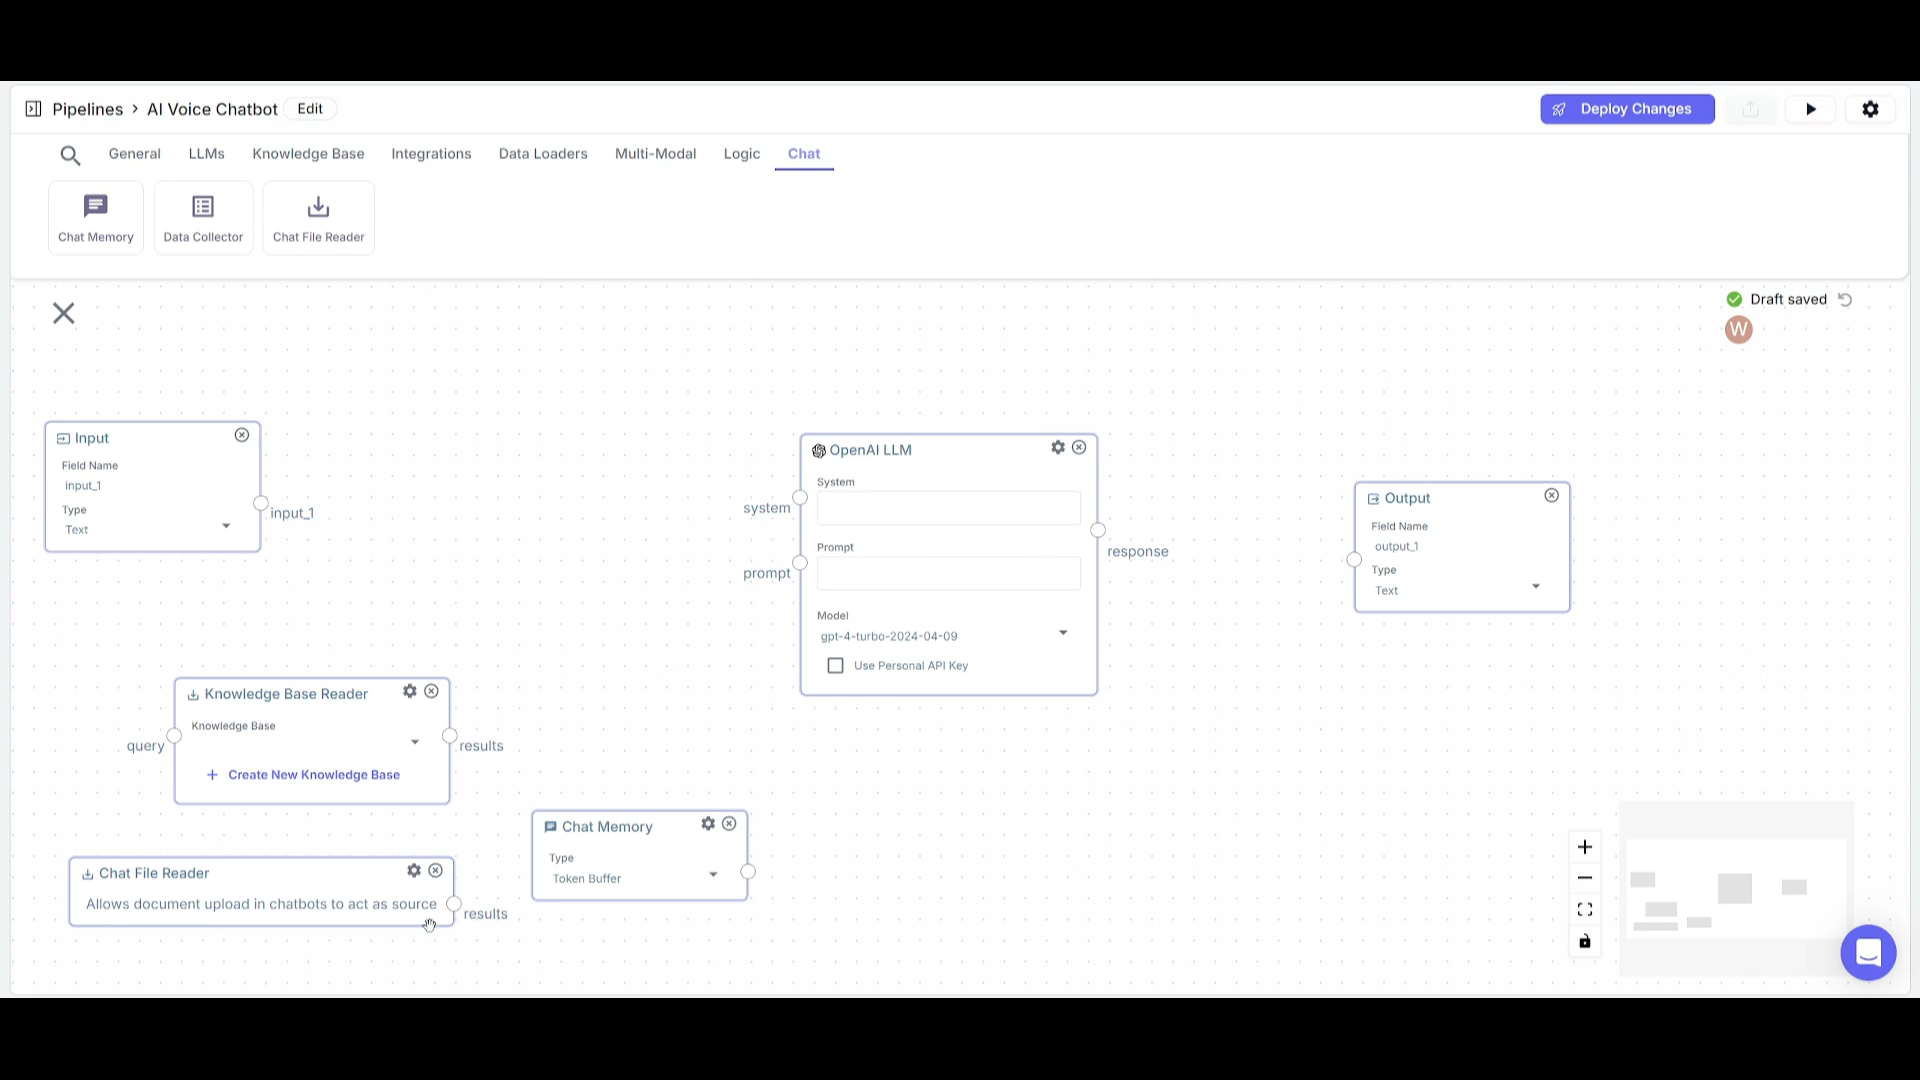 Pipelines > AI Voice Chatbot Edit
Deploy Changes
General LLMs Knowledge Base Integrations Data Loaders Multi-Modal Logic Chat
Chat Memory Data Collector Chat File Reader
Draft saved
W
Input
Field Name
input_1
Type
Text
input_1
OpenAI LLM
System
system
Prompt
prompt
response
Model
gpt-4-turbo-2024-04-09
Use Personal API Key
Output
Field Name
output_1
Type
Text
Knowledge Base Reader
Knowledge Base
query
results
+ Create New Knowledge Base
Chat Memory
Type
Token Buffer
Chat File Reader
Allows document upload in chatbots to act as source
results